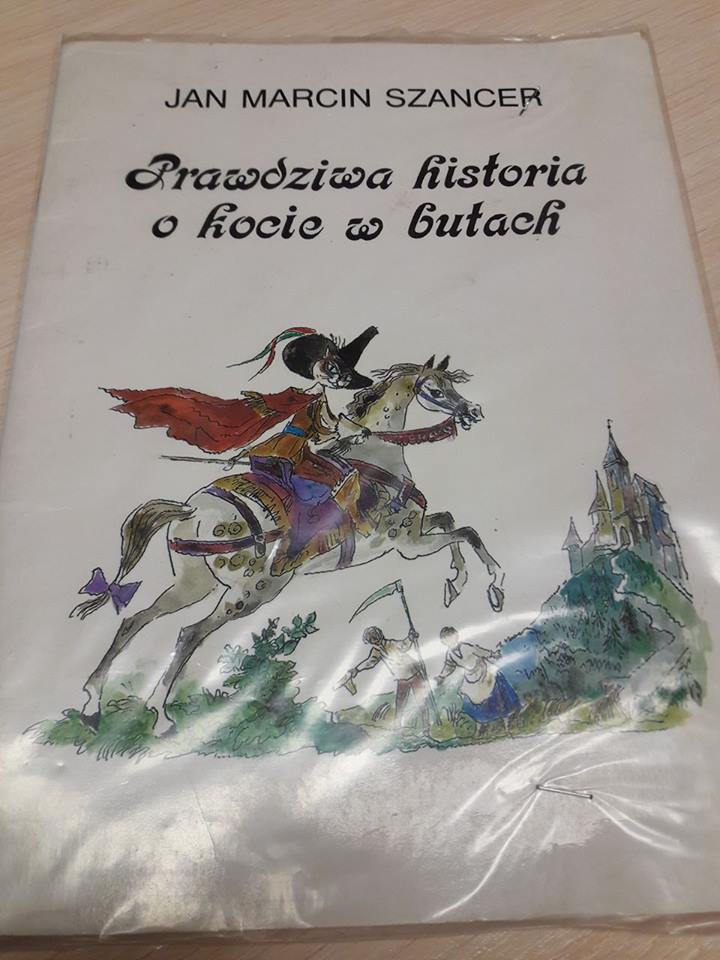 JAN MARCIN SZANCER
Prawdziwa historia
o kocie w butach